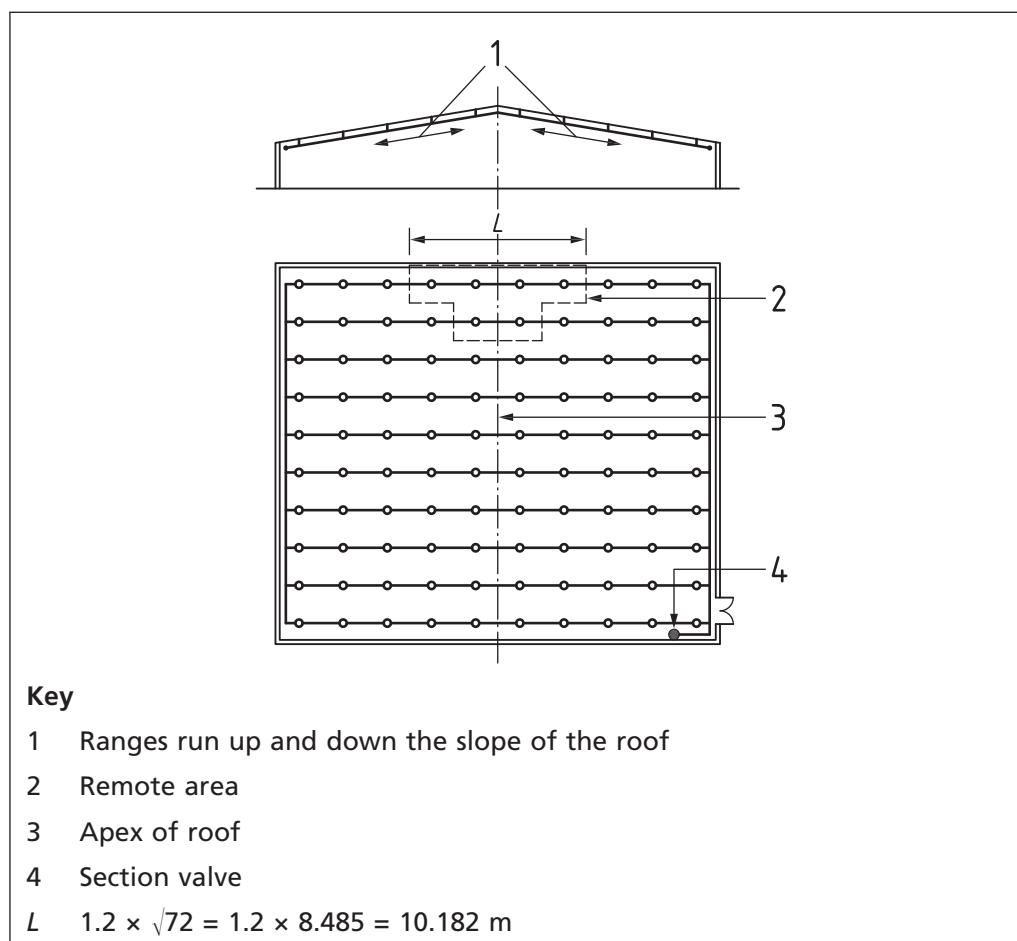 1
L
2
3
4
Key
1 Ranges run up and down the slope of the roof
2 Remote area
3 Apex of roof
4 Section valve
L 1.2 × √72 = 1.2 × 8.485 = 10.182 m